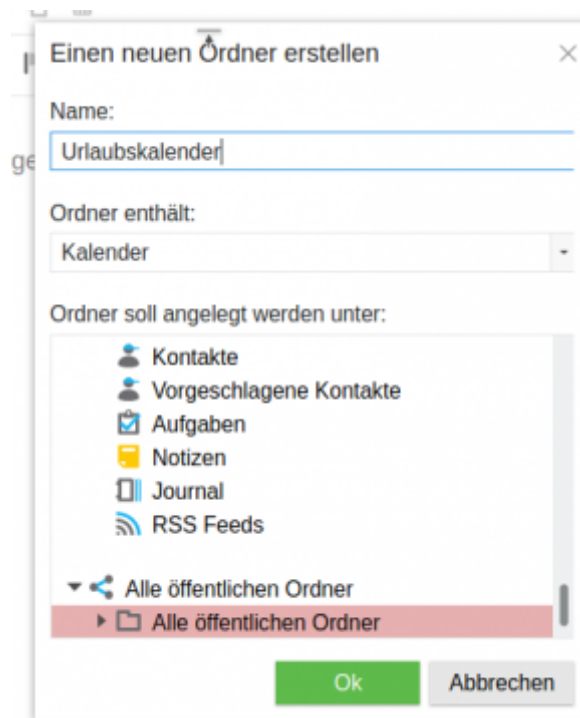 Einen neuen Ordner erstellen
Name:
Urlaubskalender
Ordner enthält:
Kalender
Ordner soll angelegt werden unter:
Kontakte
Vorgeschlagene Kontakte
Aufgaben
Notizen
Journal
RSS Feeds
Alle öffentlichen Ordner
Alle öffentlichen Ordner
Ok Abbrechen